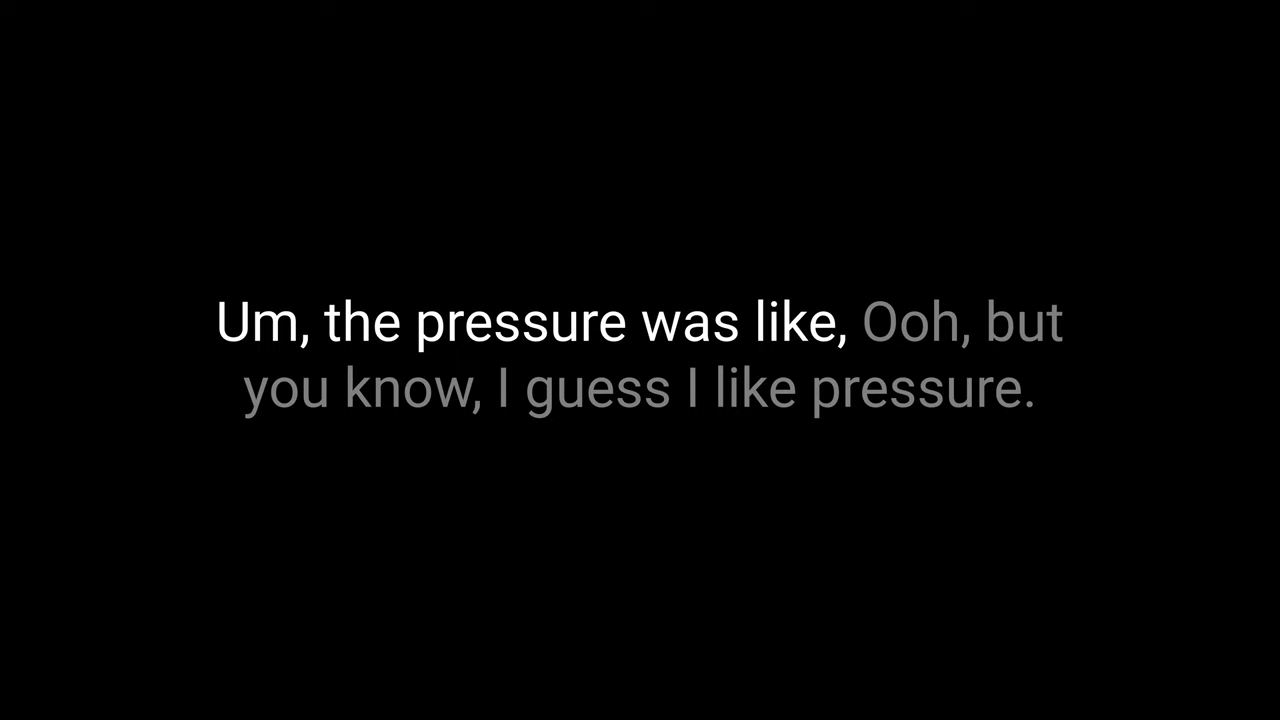 Um, the pressure was like, Ooh, but
you know, I guess I like pressure.